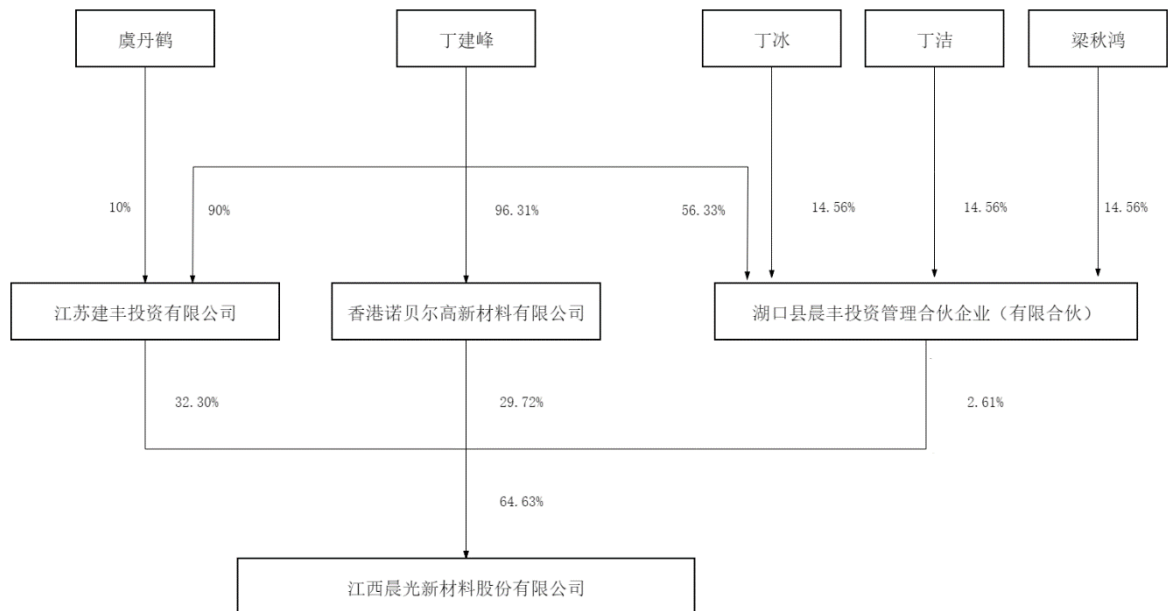 虞丹鹤
丁建峰
丁冰
丁洁
梁秋鸿
10%
90%
96.31%
56.33%
14.56%
14.56%
14.56%
江苏建丰投资有限公司
香港诺贝尔高新材料有限公司
湖口县晨丰投资管理合伙企业（有限合伙）
32.30%
29.72%
2.61%
64.63%
江西晨光新材料股份有限公司